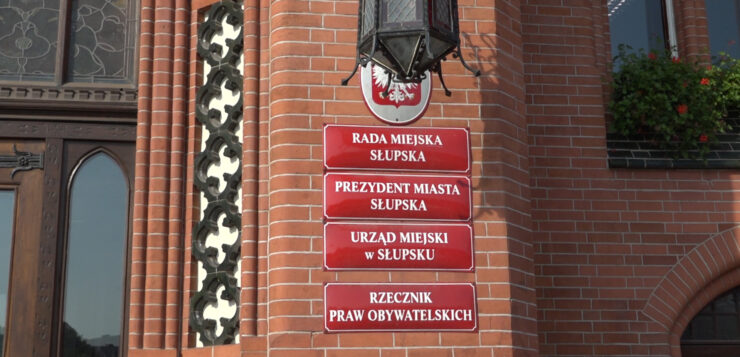 RADA MIEJSKA
SŁUPSKA
PREZYDENT MIASTA
SŁUPSKA
URZĄD MIEJSKI
w SŁUPSKU
RZECZNIK
PRAW OBYWATELSKICH